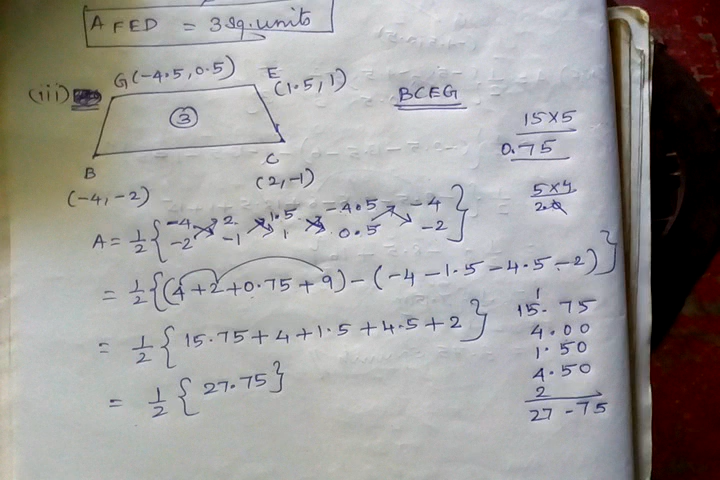 A FED = 3 sq.units
(iii) G(-4.5, 0.5) E (1.5, 1) BCEG
3
B (-4, -2)
C (2, -1)
15×5
0.75
5×4
A = 1/2 { -4 2 1.5 -4.5 -4
-2 -1 1 0.5 -2 }
= 1/2 {(4+2+0.75+9)-(-4-1.5-4.5-2)}
= 1/2 { 15.75+4+1.5+4.5+2 }
= 1/2 { 27.75 }
1
15.75
4.00
1.50
4.50
2
27-75